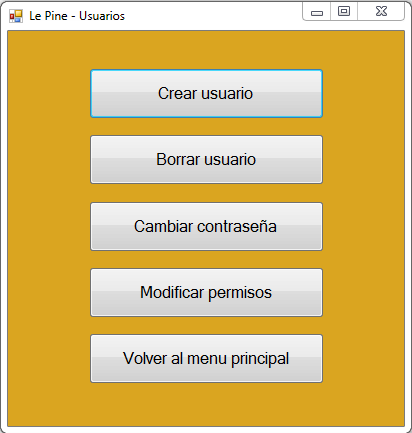 Le Pine - Usuarios
Crear usuario
Borrar usuario
Cambiar contraseña
Modificar permisos
Volver al menu principal